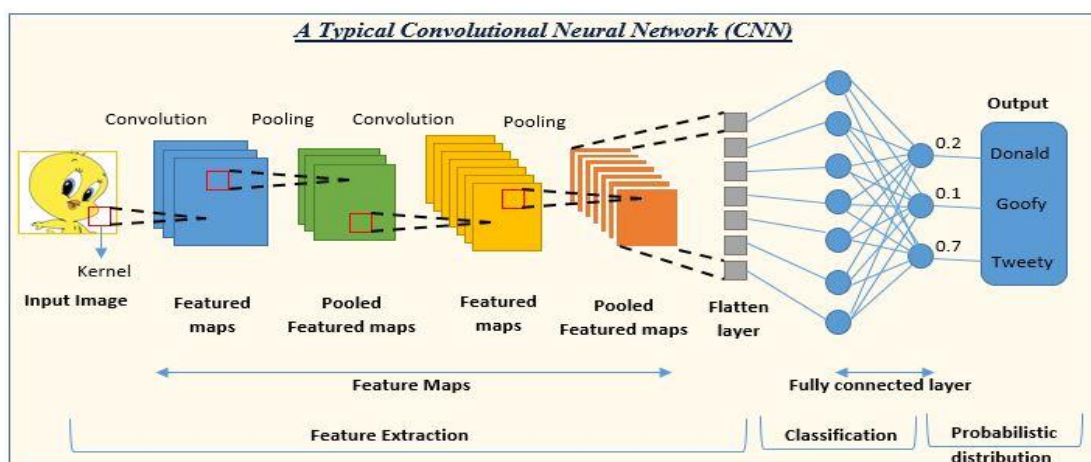 A Typical Convolutional Neural Network (CNN)
Convolution
Pooling
Convolution
Pooling
Kernel
Input Image
Featured
maps
Pooled
Featured maps
Featured
maps
Pooled
Featured maps
Flatten
layer
0.2
0.1
0.7
Output
Donald
Goofy
Tweety
Feature Maps
Fully connected layer
Feature Extraction
Classification
Probabilistic
distribution